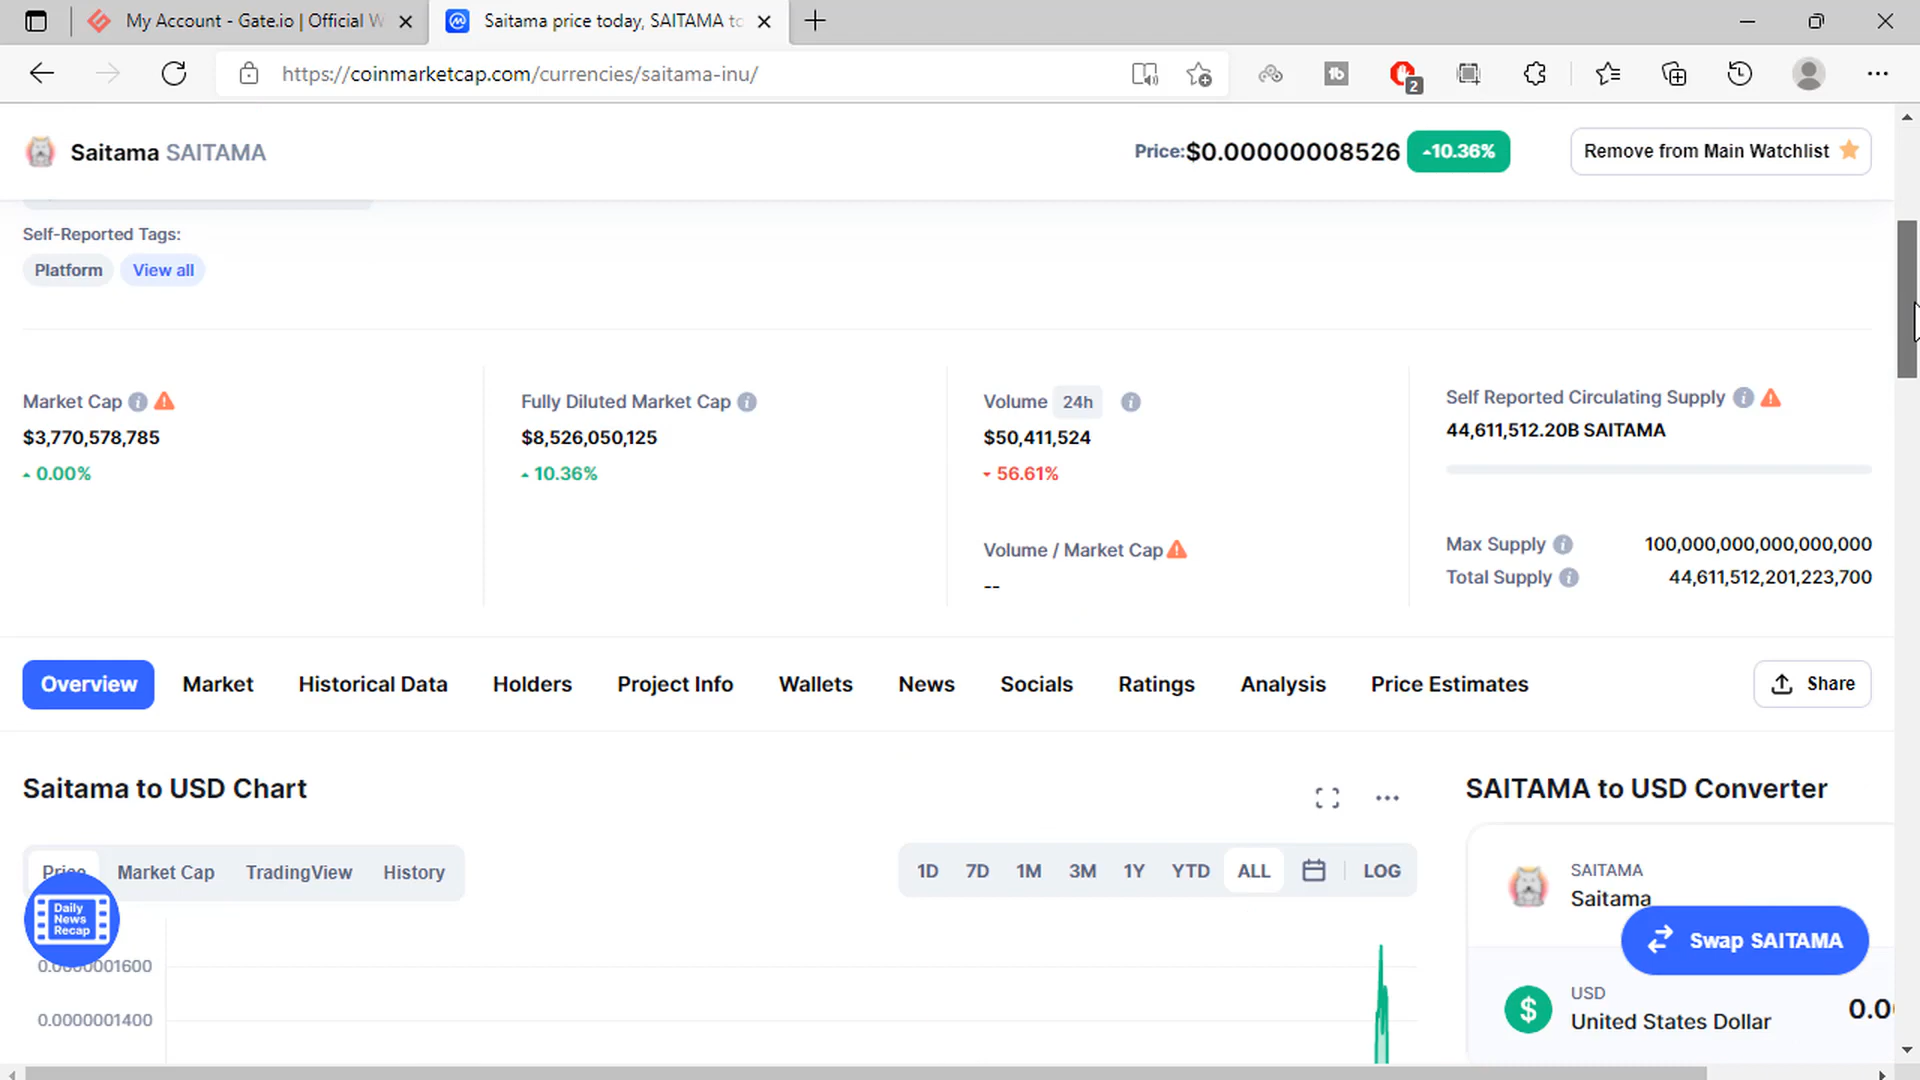 My Account - Gate.io | Official W
Saitama price today, SAITAMA to
https://coinmarketcap.com/currencies/saitama-inu/
2
Saitama SAITAMA
Price:$0.00000008526
10.36%
Remove from Main Watchlist
Self-Reported Tags:
Platform
View all
Market Cap
$3,770,578,785
0.00%
Fully Diluted Market Cap
$8,526,050,125
10.36%
Volume 24h
$50,411,524
56.61%
Volume / Market Cap
--
Self Reported Circulating Supply
44,611,512.20B SAITAMA
Max Supply 100,000,000,000,000,000
Total Supply 44,611,512,201,223,700
Overview Market Historical Data Holders Project Info Wallets News Socials Ratings Analysis Price Estimates
Share
Saitama to USD Chart
Price Market Cap TradingView History
1D 7D 1M 3M 1Y YTD ALL LOG
Daily
News
Recap
0.0000001600
0.0000001400
SAITAMA to USD Converter
SAITAMA
Saitama
Swap SAITAMA
USD
United States Dollar
0.0